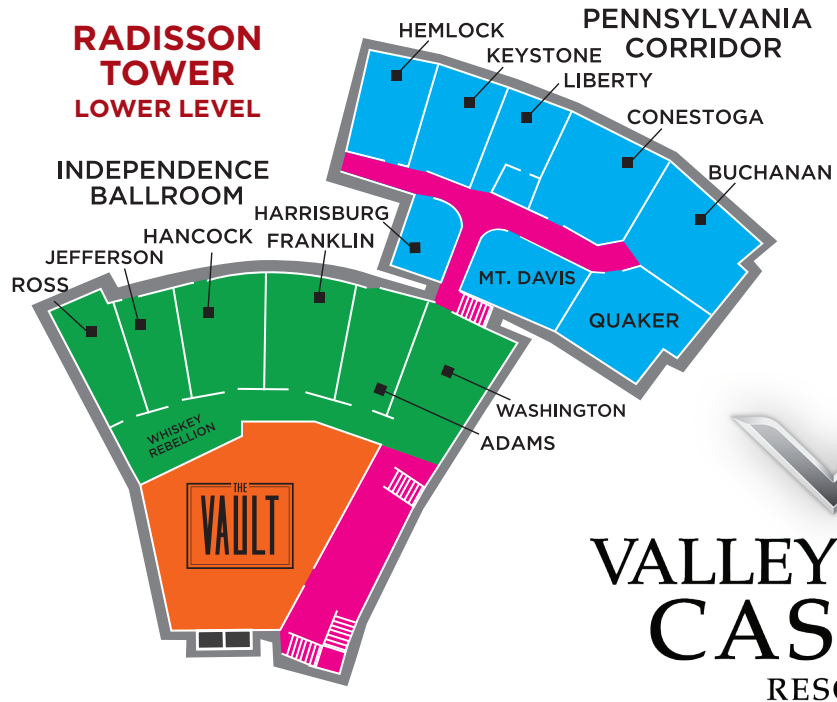 RADISSON
TOWER
LOWER LEVEL
PENNSYLVANIA
CORRIDOR
HEMLOCK
KEYSTONE
LIBERTY
CONESTOGA
BUCHANAN
HARRISBURG
MT. DAVIS
QUAKER
INDEPENDENCE
BALLROOM
ROSS
JEFFERSON
HANCOCK
FRANKLIN
WASHINGTON
ADAMS
WHISKEY
REBELLION
THE
VAULT
VALLEY
CAS
RESO